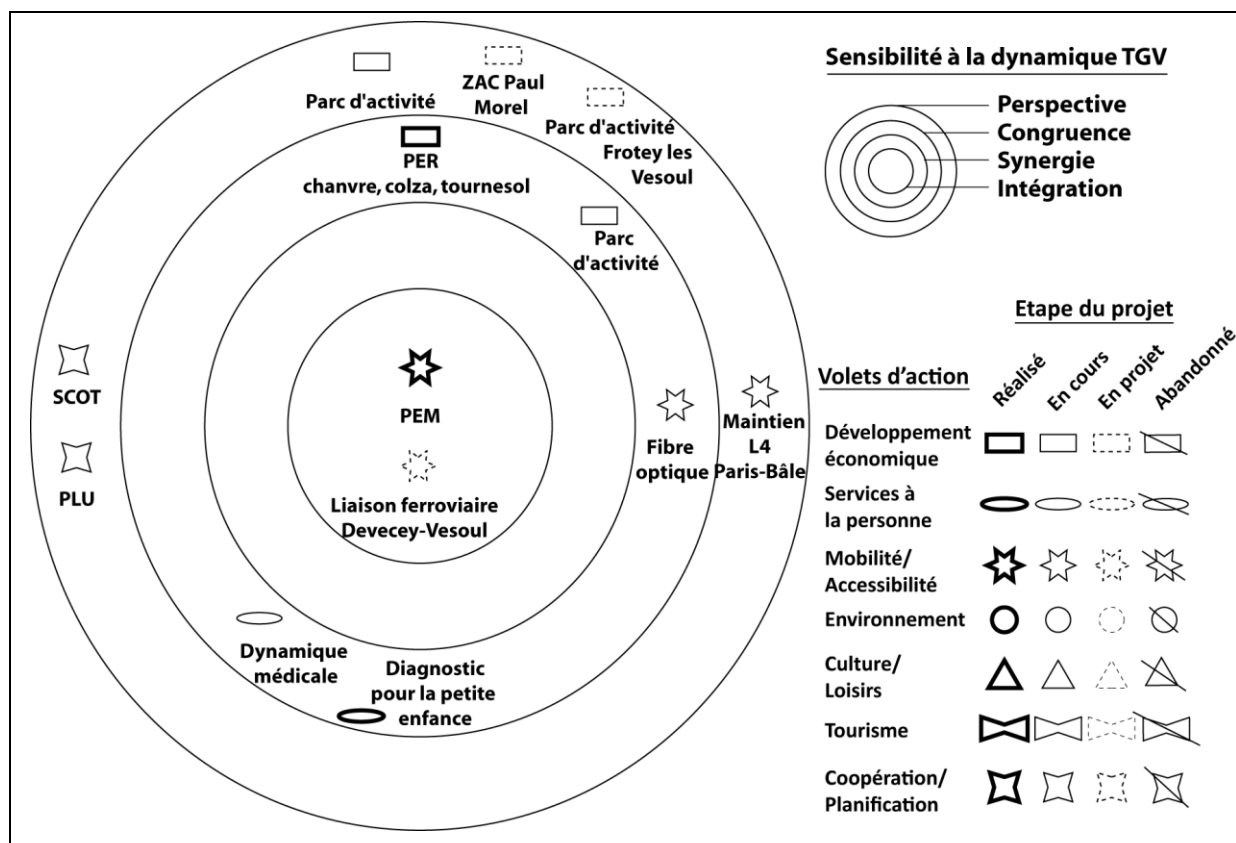 Parc d'activité
ZAC Paul
Morel
Parc d'activité
Frotey les
Vesoul
PER
chanvre, colza, tournesol
Parc
d'activité
SCOT
PLU
PEM
Liaison ferroviaire
Devecey-Vesoul
Fibre
optique
Maintien
L4
Paris-Bâle
Dynamique
médicale
Diagnostic
pour la petite
enfance
Sensibilité à la dynamique TGV
Perspective
Congruence
Synergie
Intégration
Etape du projet
Volets d'action
Réalisé
En cours
En projet
Abandonné
Développement
économique
Services à
la personne
Mobilité/
Accessibilité
Environnement
Culture/
Loisirs
Tourisme
Coopération/
Planification